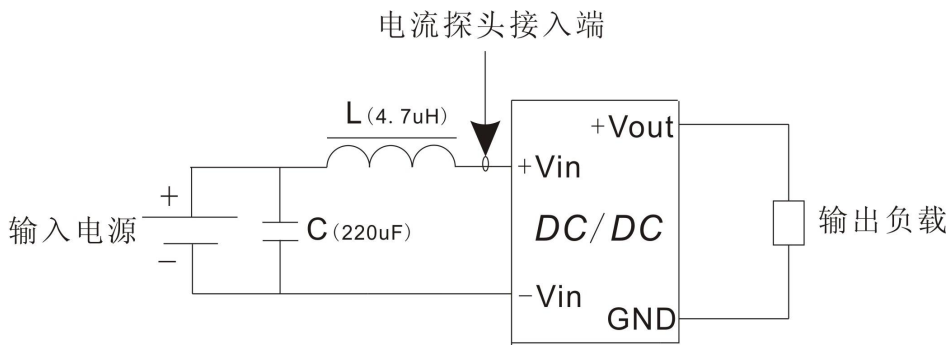 电流探头接入端
L(4.7uH)
+Vout
+Vin
+
输入电源
C(220uF)
DC/DC
输出负载
−
−Vin
GND